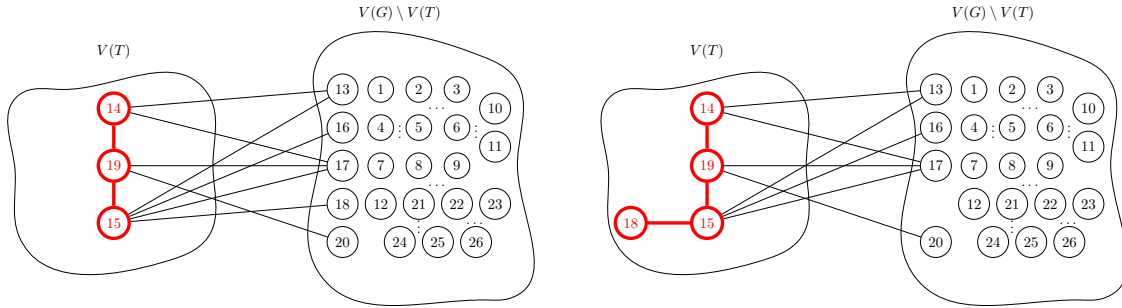 V(G) \ V(T)
V(T)
13 1 2 3
14 ... 10
16 4 ⋮ 5 6 ⋮
11
19 17 7 8 9
...
18 12 21 22 23
15 ⋮ ...
20 24 25 26
V(G) \ V(T)
V(T)
13 1 2 3
14 ... 10
16 4 ⋮ 5 6 ⋮
11
19 17 7 8 9
...
12 21 22 23
18 15 ⋮ ...
20 24 25 26